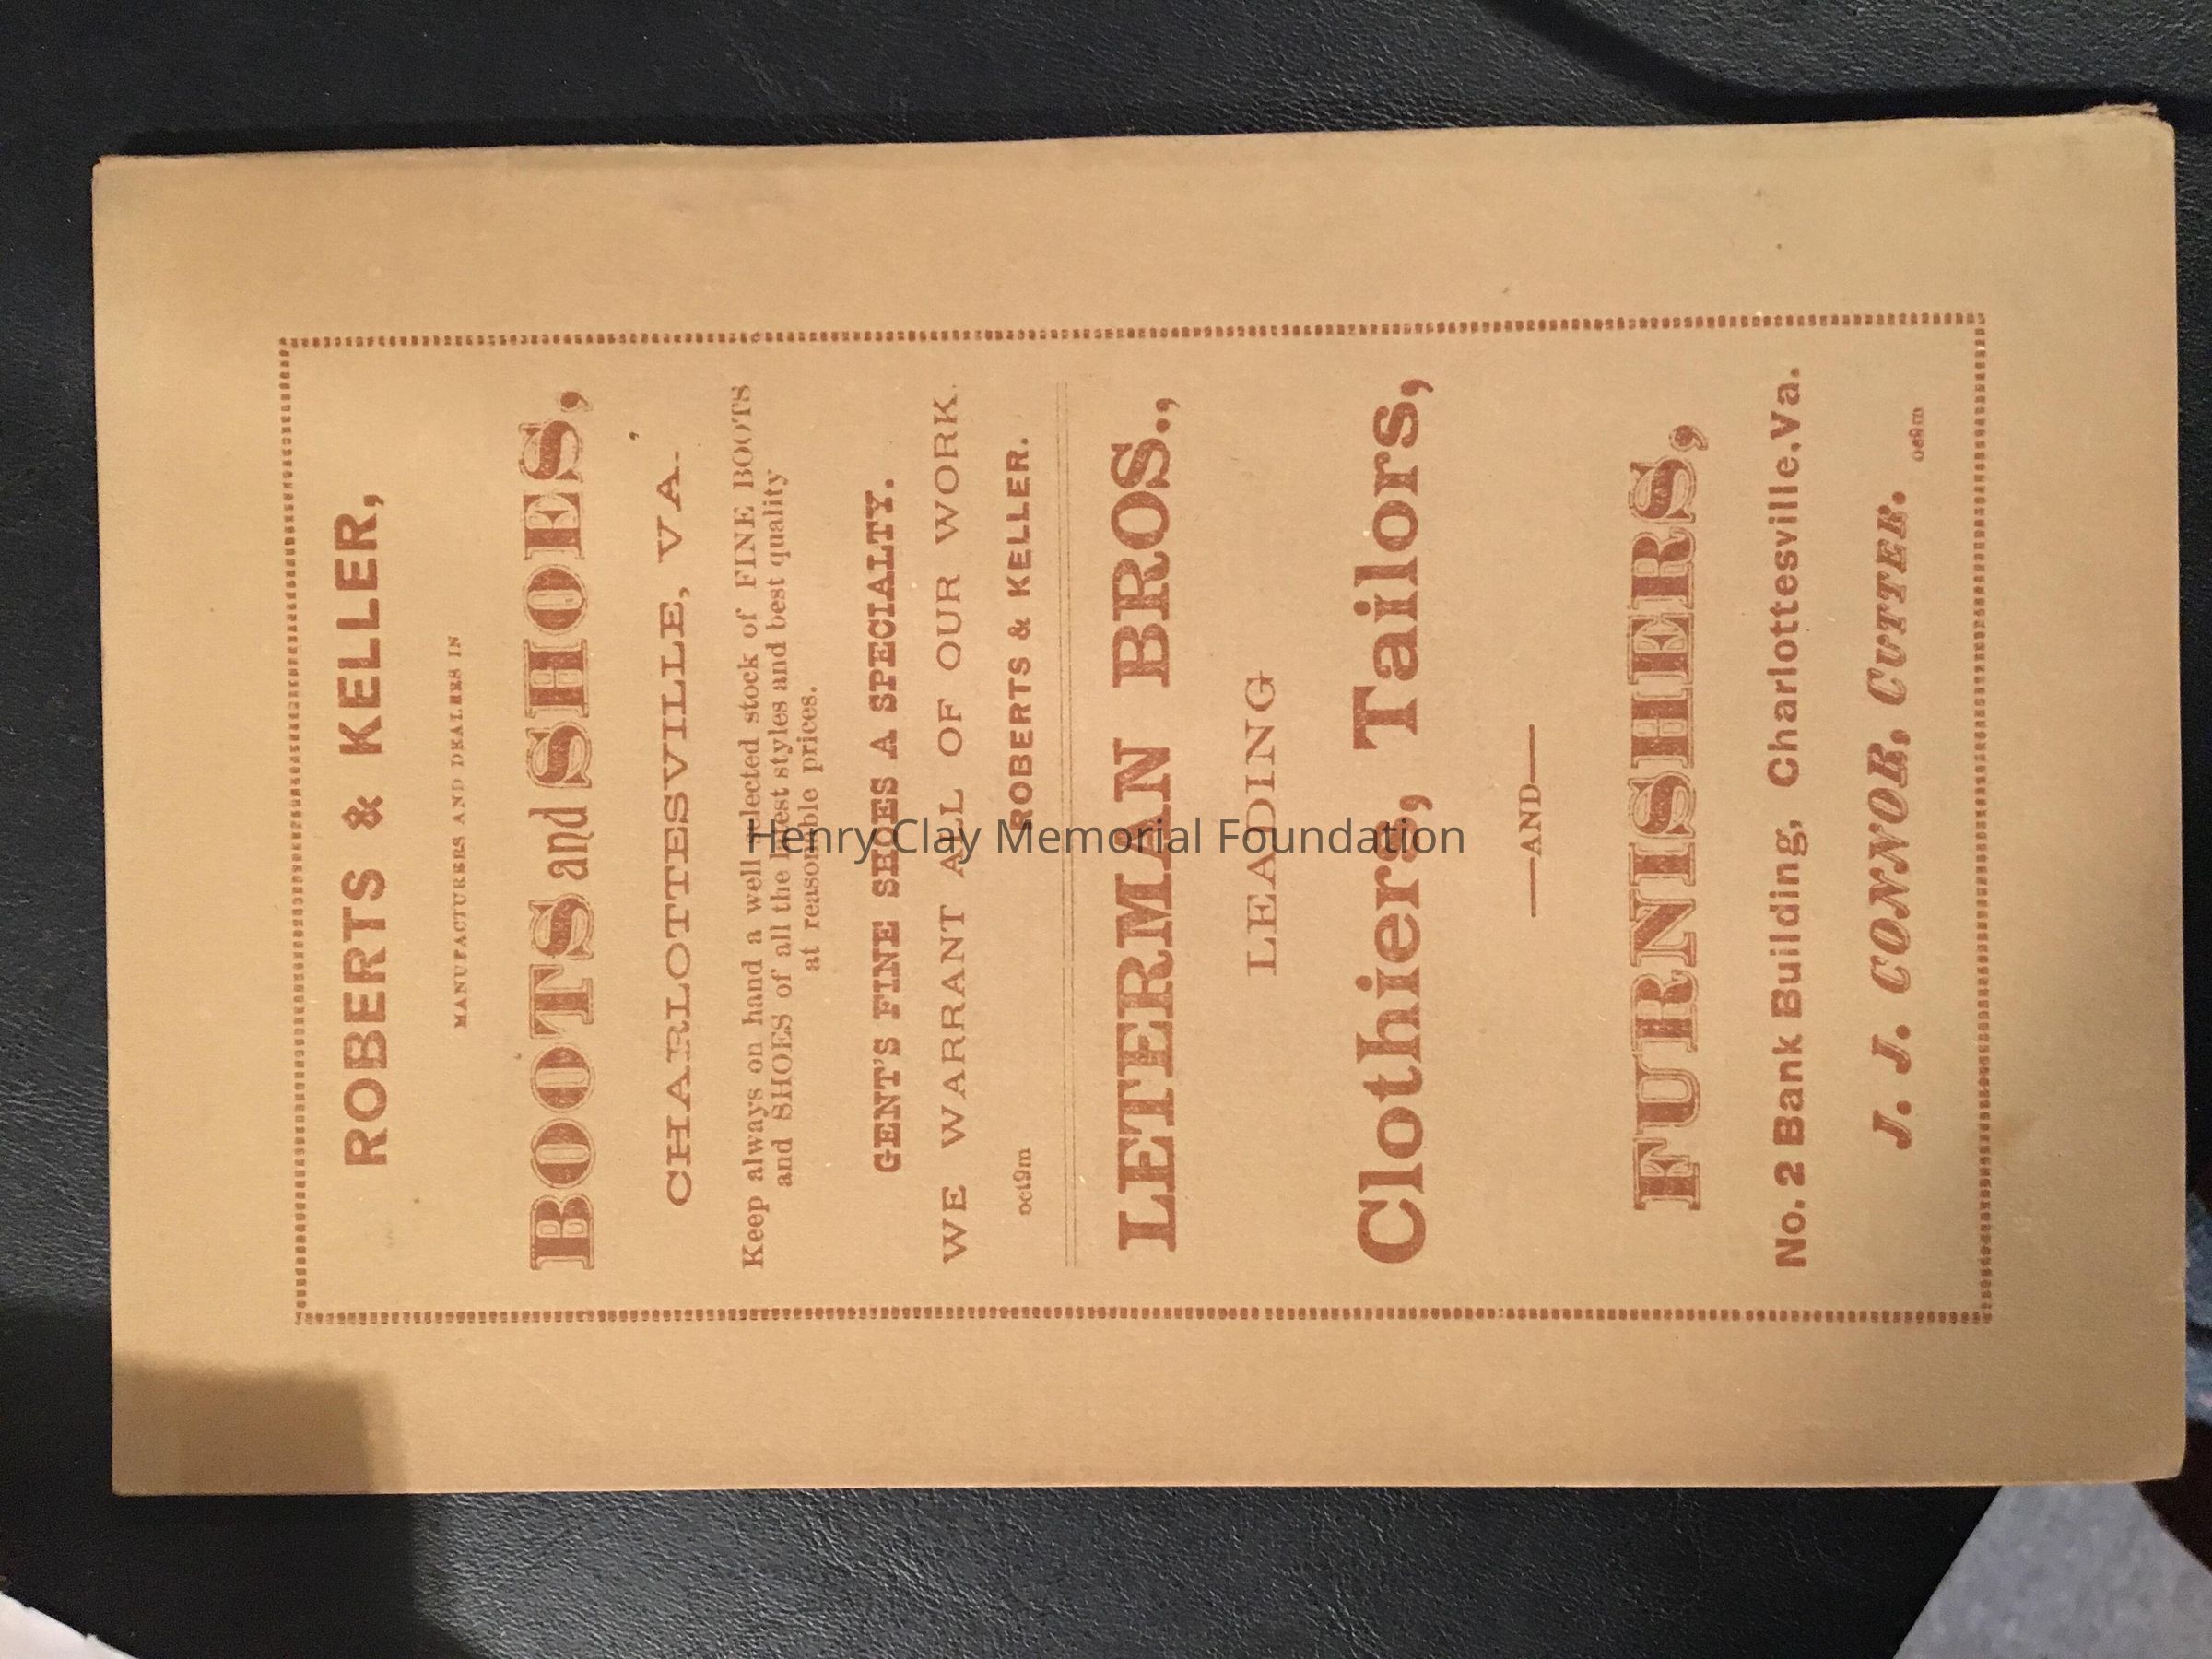 ROBERTS & KELLER,
MANUFACTURERS AND DEALERS IN
BOOTS and SHOES,
CHARLOTTESVILLE, VA.
Keep always on hand a well selected stock of FINE BOOTS
and SHOES of all the best styles and best quality
at reasonable prices.
GENT'S FINE SHOES A SPECIALTY.
WE WARRANT ALL OF OUR WORK.
oct9m ROBERTS & KELLER.
LETERMAN BROS.,
LEADING
Clothiers, Tailors,
—AND—
FURNISHERS,
No. 2 Bank Building, Charlottesville.Va.
J. J. CONNOR, CUTTER.
oc9m
Henry Clay Memorial Foundation